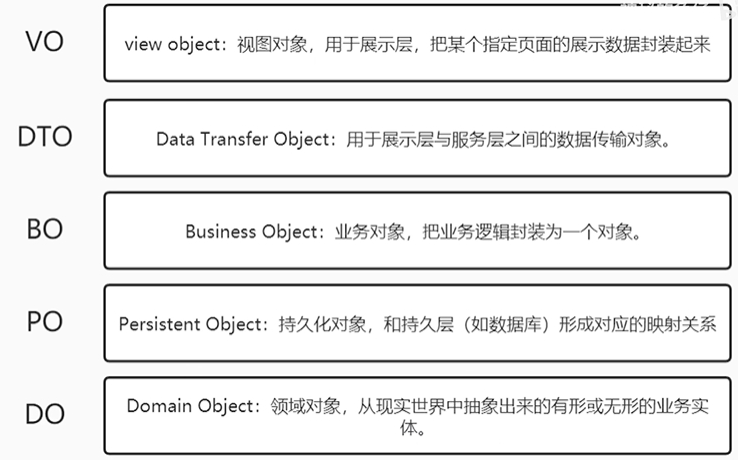 VO
view object：视图对象，用于展示层，把某个指定页面的展示数据封装起来
DTO
Data Transfer Object：用于展示层与服务层之间的数据传输对象。
BO
Business Object：业务对象，把业务逻辑封装为一个对象。
PO
Persistent Object：持久化对象，和持久层（如数据库）形成对应的映射关系
DO
Domain Object：领域对象，从现实世界中抽象出来的有形或无形的业务实
体。